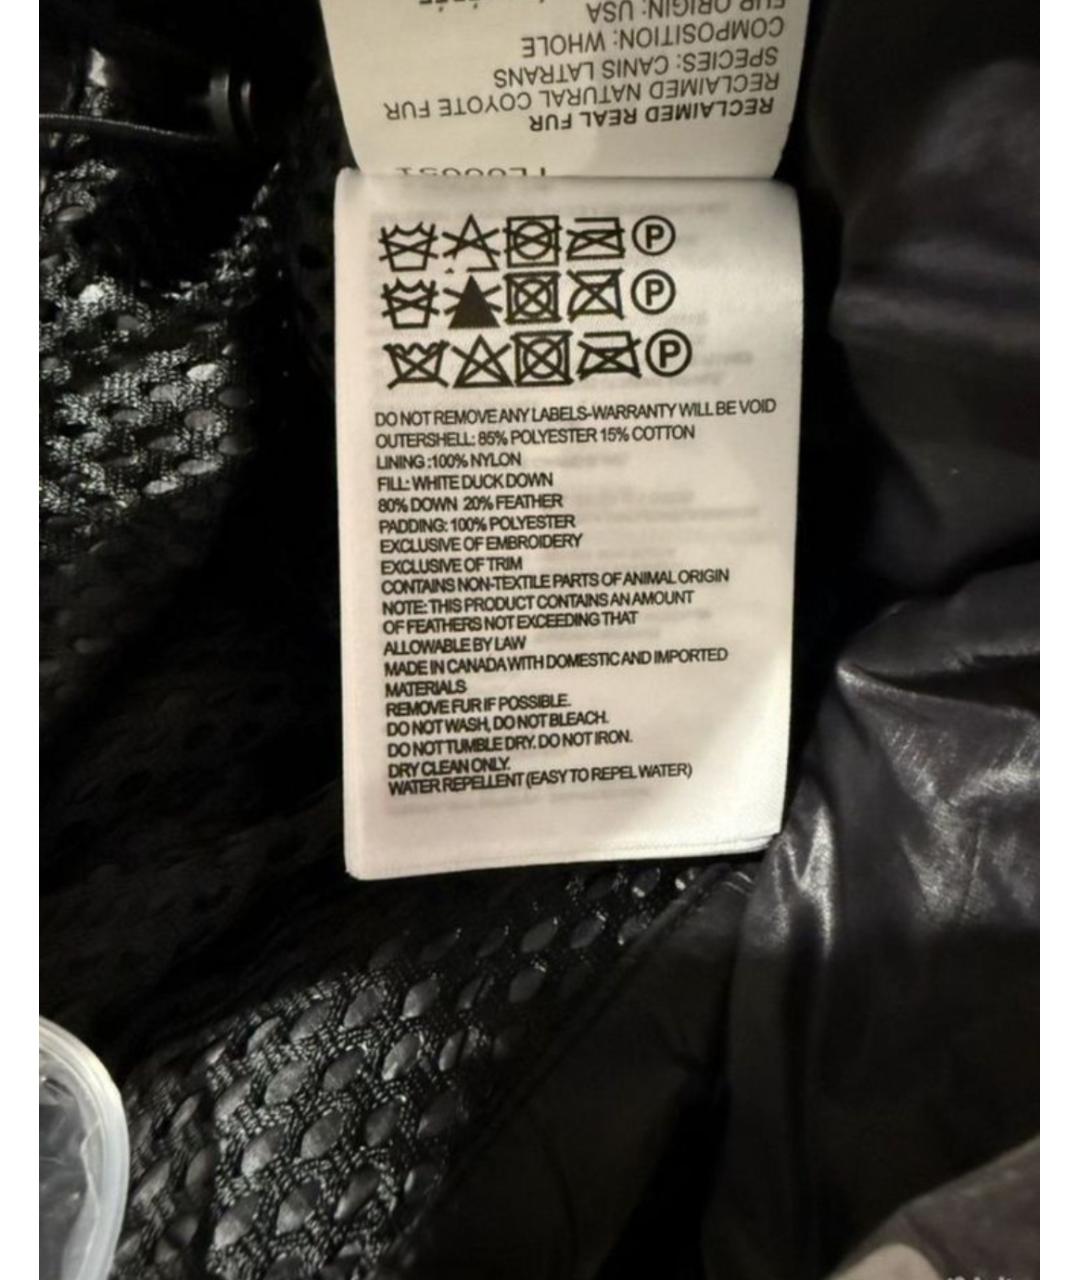 FUR ORIGIN: USA
COMPOSITION: WHOLE
SPECIES: CANIS LATRANS
RECLAIMED NATURAL COYOTE FUR
RECLAIMED REAL FUR
P
P
P
DO NOT REMOVE ANY LABELS-WARRANTY WILL BE VOID
OUTERSHELL: 85% POLYESTER 15% COTTON
LINING :100% NYLON
FILL: WHITE DUCK DOWN
80% DOWN 20% FEATHER
PADDING: 100% POLYESTER
EXCLUSIVE OF EMBROIDERY
EXCLUSIVE OF TRIM
CONTAINS NON-TEXTILE PARTS OF ANIMAL ORIGIN
NOTE: THIS PRODUCT CONTAINS AN AMOUNT
OF FEATHERS NOT EXCEEDING THAT
ALLOWABLE BY LAW
MADE IN CANADA WITH DOMESTIC AND IMPORTED
MATERIALS
REMOVE FUR IF POSSIBLE.
DO NOT WASH, DO NOT BLEACH.
DO NOT TUMBLE DRY. DO NOT IRON.
DRY CLEAN ONLY.
WATER REPELLENT (EASY TO REPEL WATER)